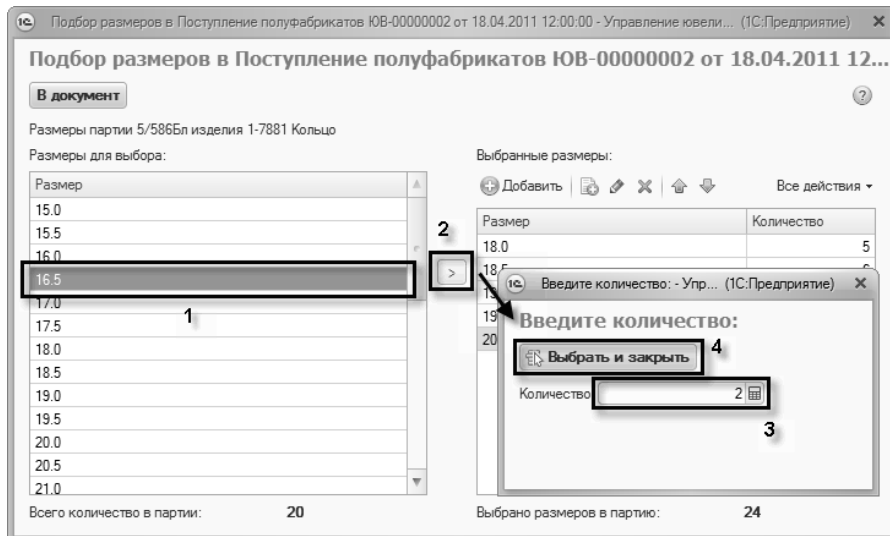 Подбор размеров в Поступление полуфабрикатов ЮВ-00000002 от 18.04.2011 12:00:00 - Управление ювели... (1С:Предприятие)
Подбор размеров в Поступление полуфабрикатов ЮВ-00000002 от 18.04.2011 12...
В документ
Размеры партии 5/586Бл изделия 1-7881 Кольцо
Размеры для выбора:
Выбранные размеры:
Добавить
Все действия
Размер
Размер
Количество
15.0
15.5
16.0
16.5
17.0
17.5
18.0
18.5
19.0
19.5
20.0
20.5
21.0
2
>
1
18.0 5
18.5
19
19
20
Введите количество: - Упр... (1С:Предприятие)
Введите количество:
Выбрать и закрыть
4
Количество 2
3
Всего количество в партии: 20
Выбрано размеров в партию: 24